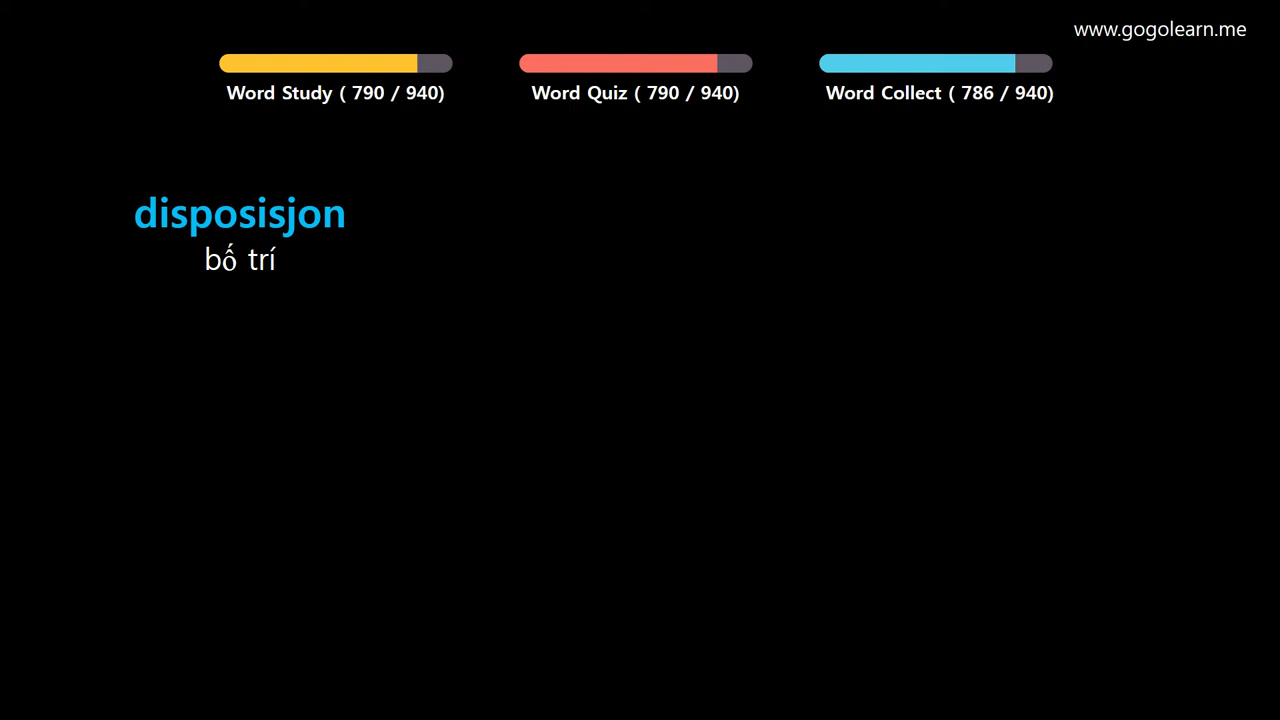 www.gogolearn.me
Word Study ( 790 / 940)
Word Quiz ( 790 / 940)
Word Collect ( 786 / 940)
disposisjon
bố trí